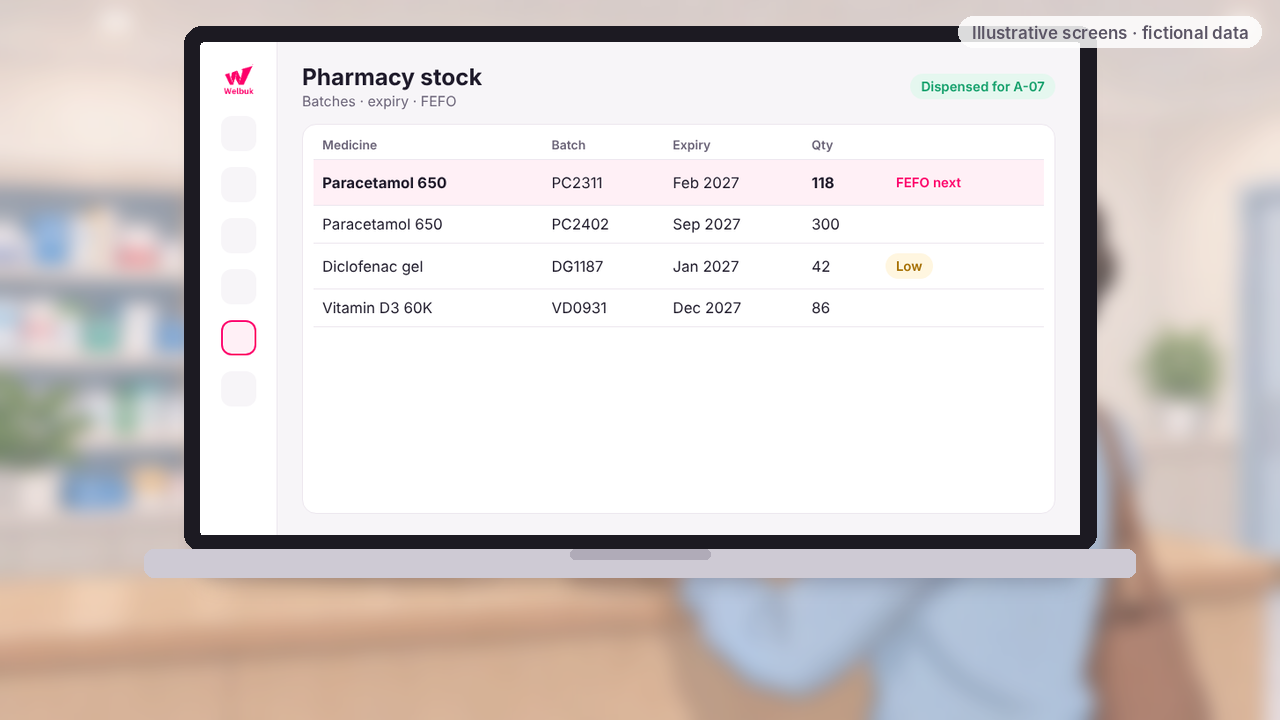 Illustrative screens · fictional data
Welbuk
Pharmacy stock
Batches · expiry · FEFO
Dispensed for A-07
Medicine Batch Expiry Qty
Paracetamol 650 PC2311 Feb 2027 118 FEFO next
Paracetamol 650 PC2402 Sep 2027 300
Diclofenac gel DG1187 Jan 2027 42 Low
Vitamin D3 60K VD0931 Dec 2027 86